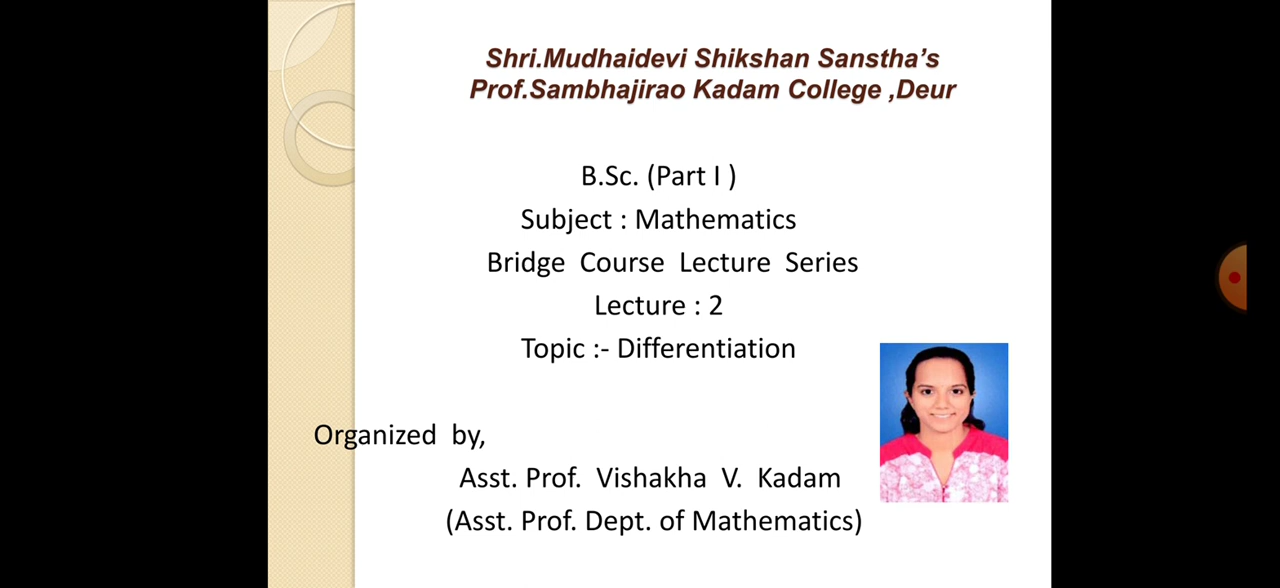 Shri.Mudhaidevi Shikshan Sanstha's
Prof.Sambhajirao Kadam College ,Deur
B.Sc. (Part I )
Subject : Mathematics
Bridge Course Lecture Series
Lecture : 2
Topic :- Differentiation
Organized by,
Asst. Prof. Vishakha V. Kadam
(Asst. Prof. Dept. of Mathematics)